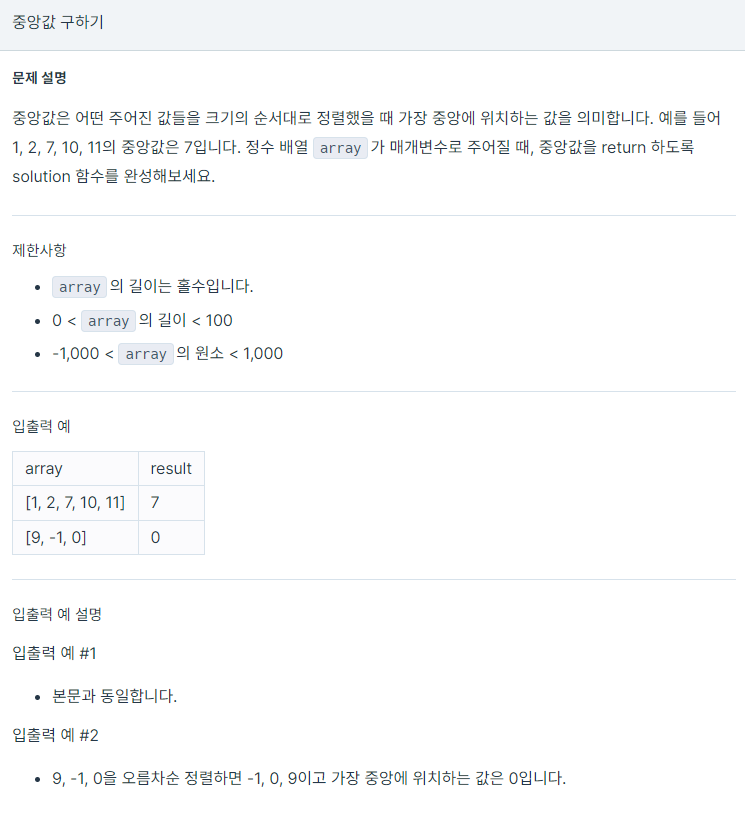 중앙값 구하기
문제 설명
중앙값은 어떤 주어진 값들을 크기의 순서대로 정렬했을 때 가장 중앙에 위치하는 값을 의미합니다. 예를 들어
1, 2, 7, 10, 11의 중앙값은 7입니다. 정수 배열 array 가 매개변수로 주어질 때, 중앙값을 return 하도록
solution 함수를 완성해보세요.
제한사항
• array 의 길이는 홀수입니다.
• 0 < array 의 길이 < 100
• -1,000 < array 의 원소 < 1,000
입출력 예
array result
[1, 2, 7, 10, 11] 7
[9, -1, 0] 0
입출력 예 설명
입출력 예 #1
• 본문과 동일합니다.
입출력 예 #2
• 9, -1, 0을 오름차순 정렬하면 -1, 0, 9이고 가장 중앙에 위치하는 값은 0입니다.